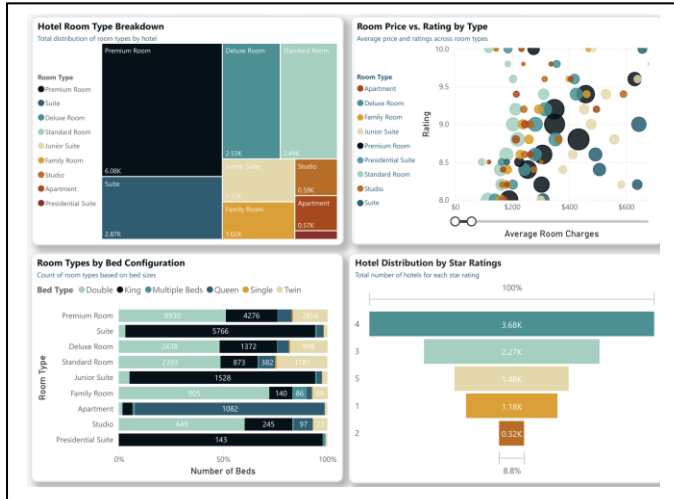 Hotel Room Type Breakdown
Total distribution of room types by hotel
Room Type
Premium Room
Suite
Deluxe Room
Standard Room
Junior Suite
Family Room
Studio
Apartment
Presidential Suite
Premium Room
6.08K
Suite
2.87K
Deluxe Room
2.53K
Standard Room
2.49K
Junior Suite
Family Room
1.02K
Studio
0.59K
Apartment
0.57K
Room Price vs. Rating by Type
Average price and ratings across room types
Room Type
Apartment
Deluxe Room
Family Room
Junior Suite
Premium Room
Presidential Suite
Standard Room
Studio
Suite
Rating
10.0
9.5
9.0
8.5
8.0
$0 $200 $400 $600
Average Room Charges
Room Types by Bed Configuration
Count of room types based on bed sizes
Bed Type Double King Multiple Beds Queen Single Twin
Room Type
Premium Room 8930 4276 2854
Suite 5766
Deluxe Room 2438 1372
Standard Room 2393 873 382 1181
Junior Suite 1528
Family Room 905 140 86
Apartment 1082
Studio 649 245 97
Presidential Suite 143
0% 100%
Number of Beds
Hotel Distribution by Star Ratings
Total number of hotels for each star rating
100%
4 3.68K
3 2.27K
5 1.48K
1 1.18K
2 0.32K
8.8%